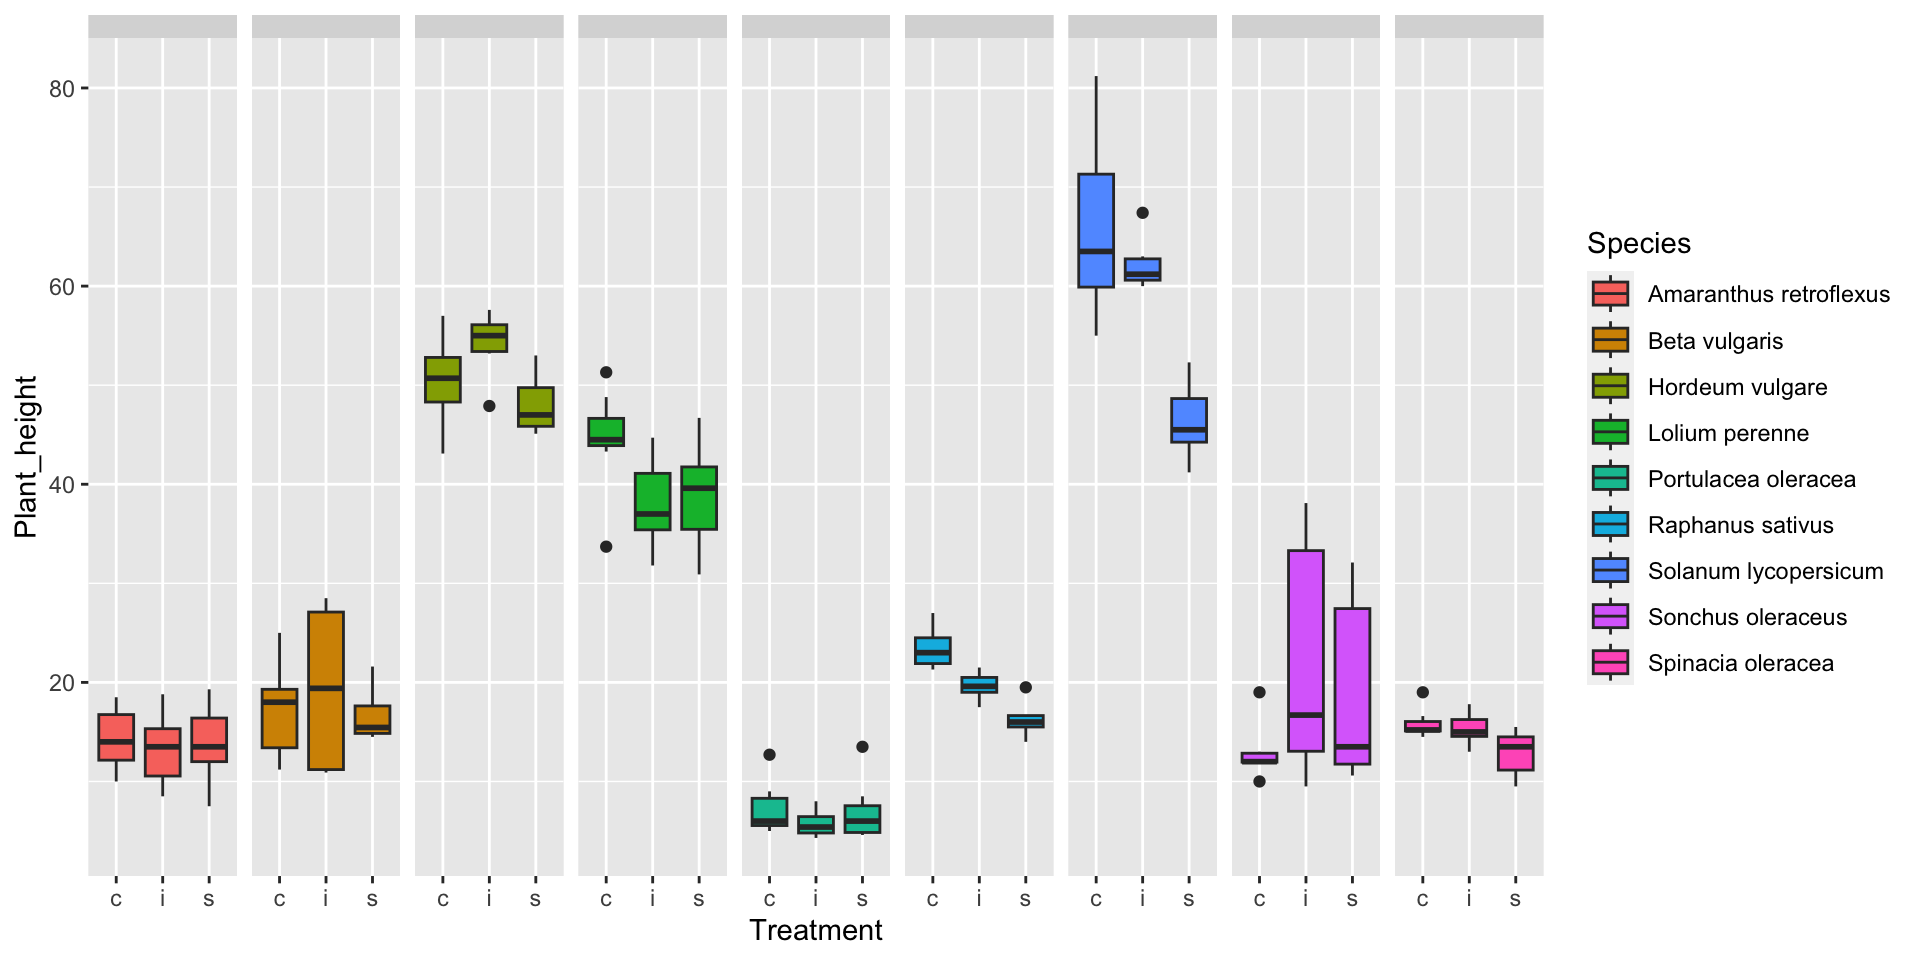 80
60
40
20
Plant_height
c i s c i s c i s c i s c i s c i s c i s c i s c i s
Treatment
Species
Amaranthus retroflexus
Beta vulgaris
Hordeum vulgare
Lolium perenne
Portulacea oleracea
Raphanus sativus
Solanum lycopersicum
Sonchus oleraceus
Spinacia oleracea